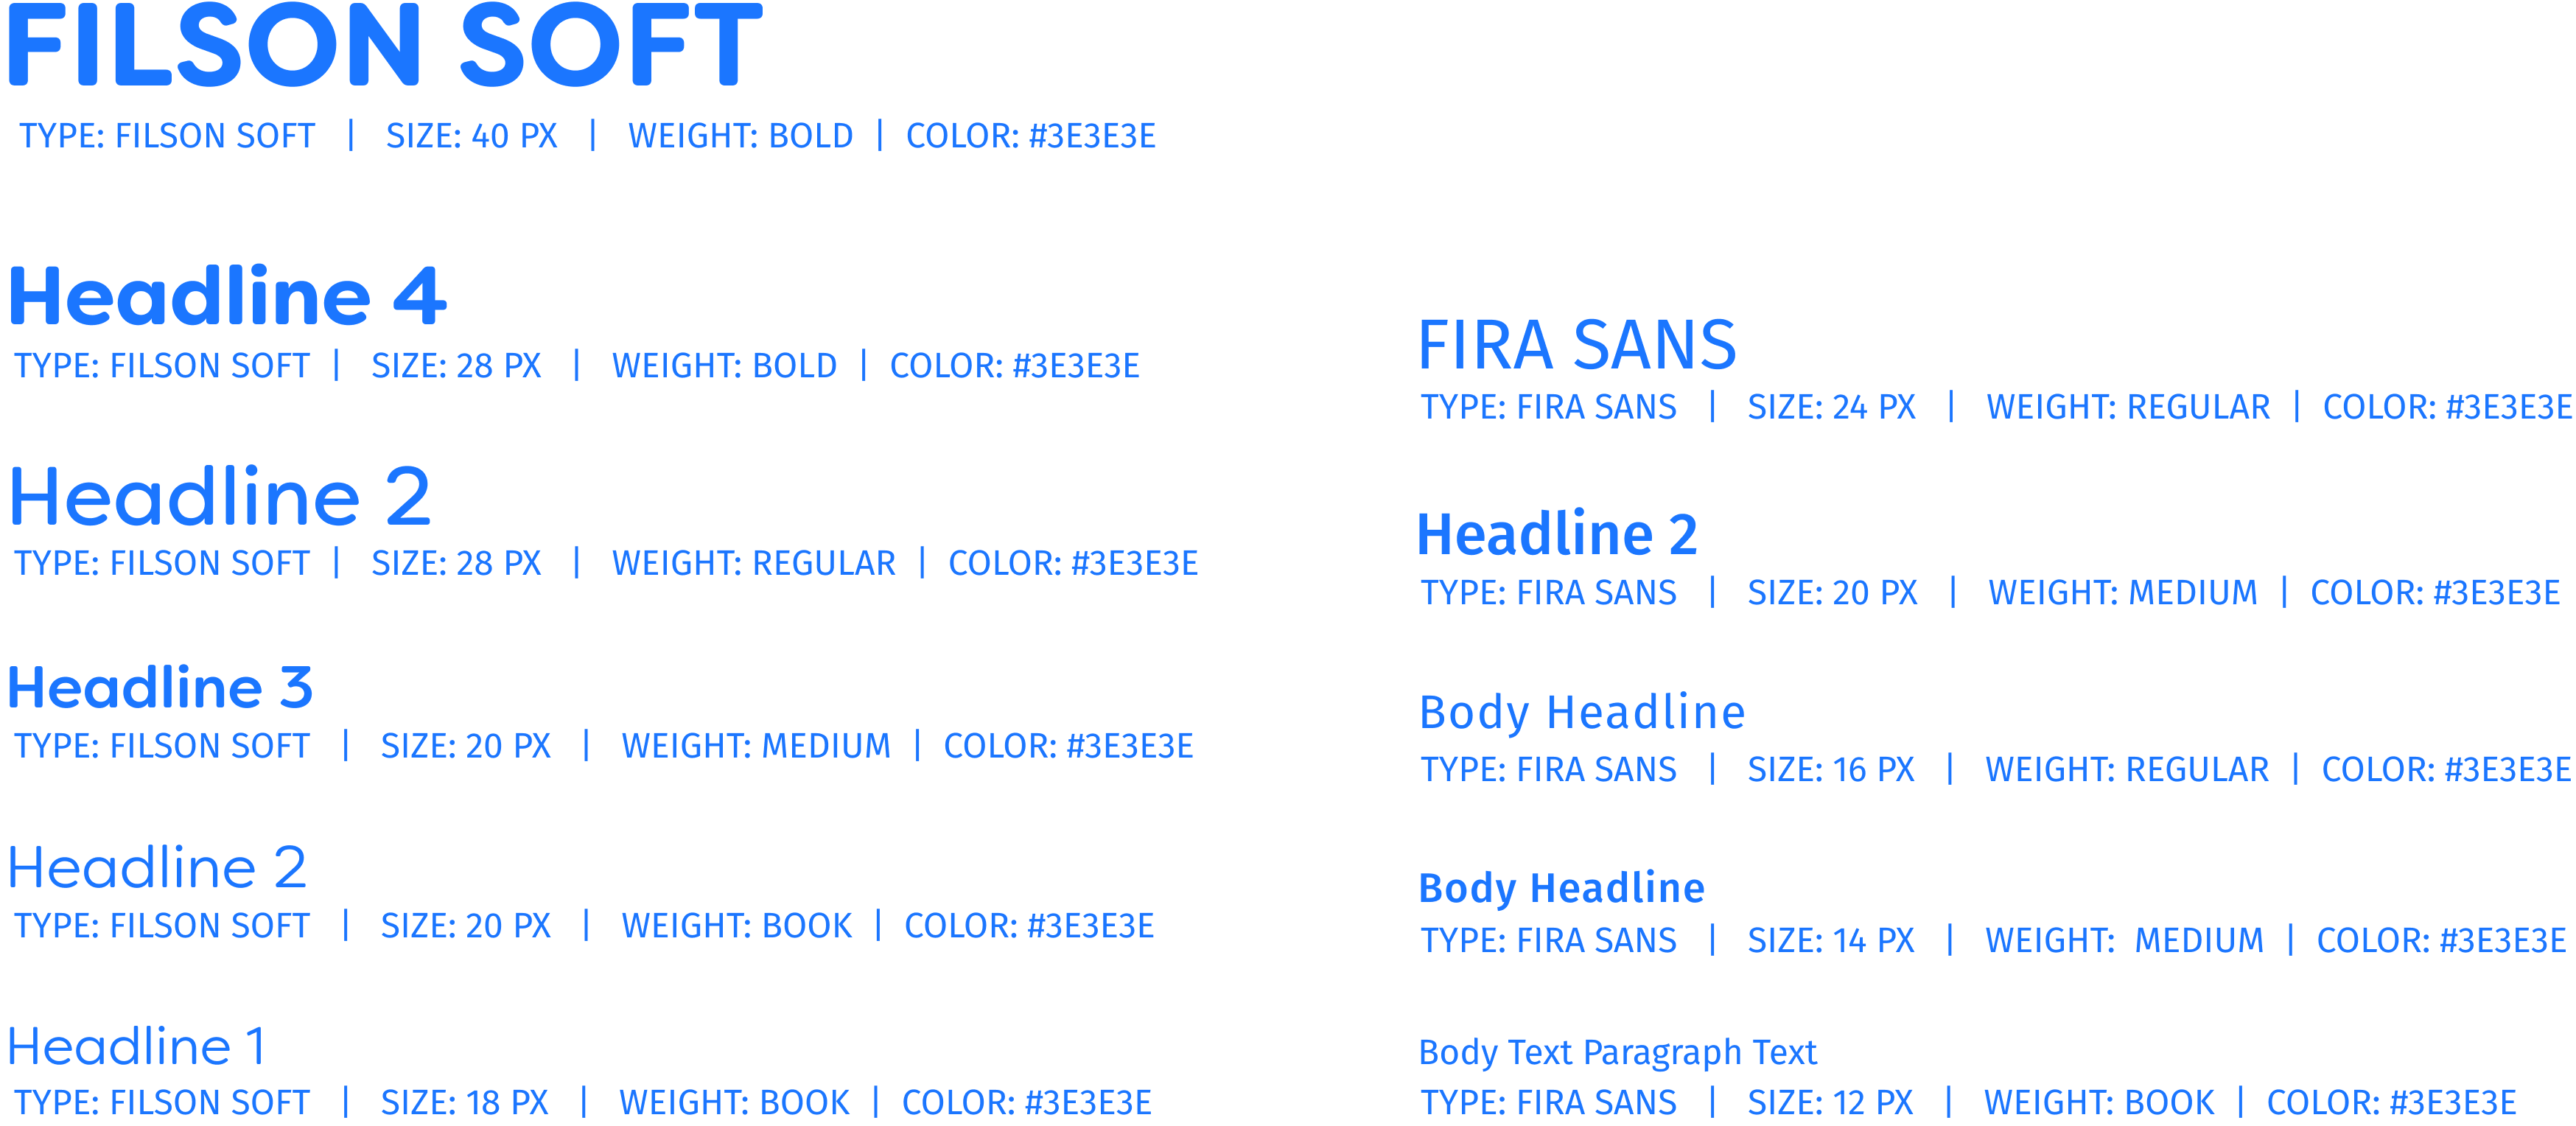 FILSON SOFT
TYPE: FILSON SOFT | SIZE: 40 PX | WEIGHT: BOLD | COLOR: #3E3E3E
Headline 4
TYPE: FILSON SOFT | SIZE: 28 PX | WEIGHT: BOLD | COLOR: #3E3E3E
Headline 2
TYPE: FILSON SOFT | SIZE: 28 PX | WEIGHT: REGULAR | COLOR: #3E3E3E
Headline 3
TYPE: FILSON SOFT | SIZE: 20 PX | WEIGHT: MEDIUM | COLOR: #3E3E3E
Headline 2
TYPE: FILSON SOFT | SIZE: 20 PX | WEIGHT: BOOK | COLOR: #3E3E3E
Headline 1
TYPE: FILSON SOFT | SIZE: 18 PX | WEIGHT: BOOK | COLOR: #3E3E3E
FIRA SANS
TYPE: FIRA SANS | SIZE: 24 PX | WEIGHT: REGULAR | COLOR: #3E3E3E
Headline 2
TYPE: FIRA SANS | SIZE: 20 PX | WEIGHT: MEDIUM | COLOR: #3E3E3E
Body Headline
TYPE: FIRA SANS | SIZE: 16 PX | WEIGHT: REGULAR | COLOR: #3E3E3E
Body Headline
TYPE: FIRA SANS | SIZE: 14 PX | WEIGHT: MEDIUM | COLOR: #3E3E3E
Body Text Paragraph Text
TYPE: FIRA SANS | SIZE: 12 PX | WEIGHT: BOOK | COLOR: #3E3E3E